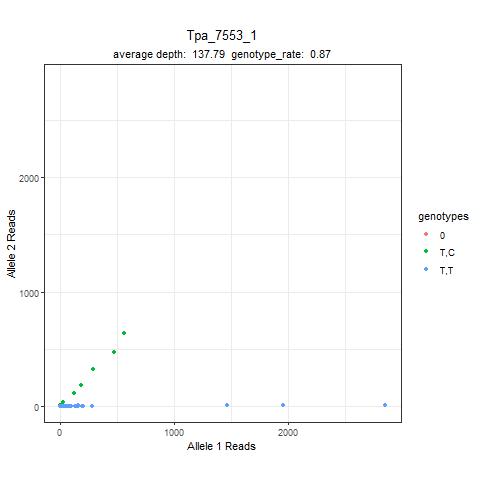 Tpa_7553_1
average depth:  137.79  genotype_rate:  0.87
Allele 2 Reads
2000
1000
0
0
1000
2000
Allele 1 Reads
genotypes
0
T,C
T,T